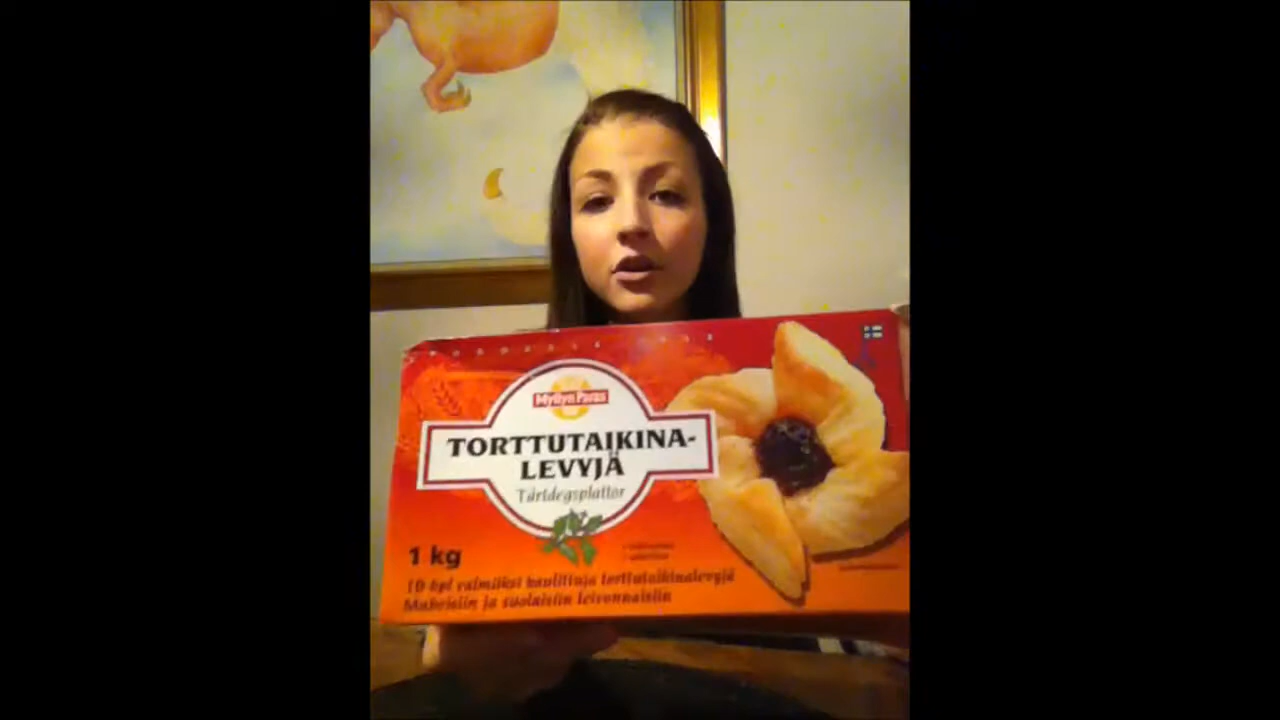 Myllyn Paras
TORTTUTAIKINA-
LEVYJÄ
Tårtdegsplattor
1 kg
10 kpl valmiiksi kaulittuja torttutaikinalevyjä
Makeisiin ja suolaisiin leivonnaisiin